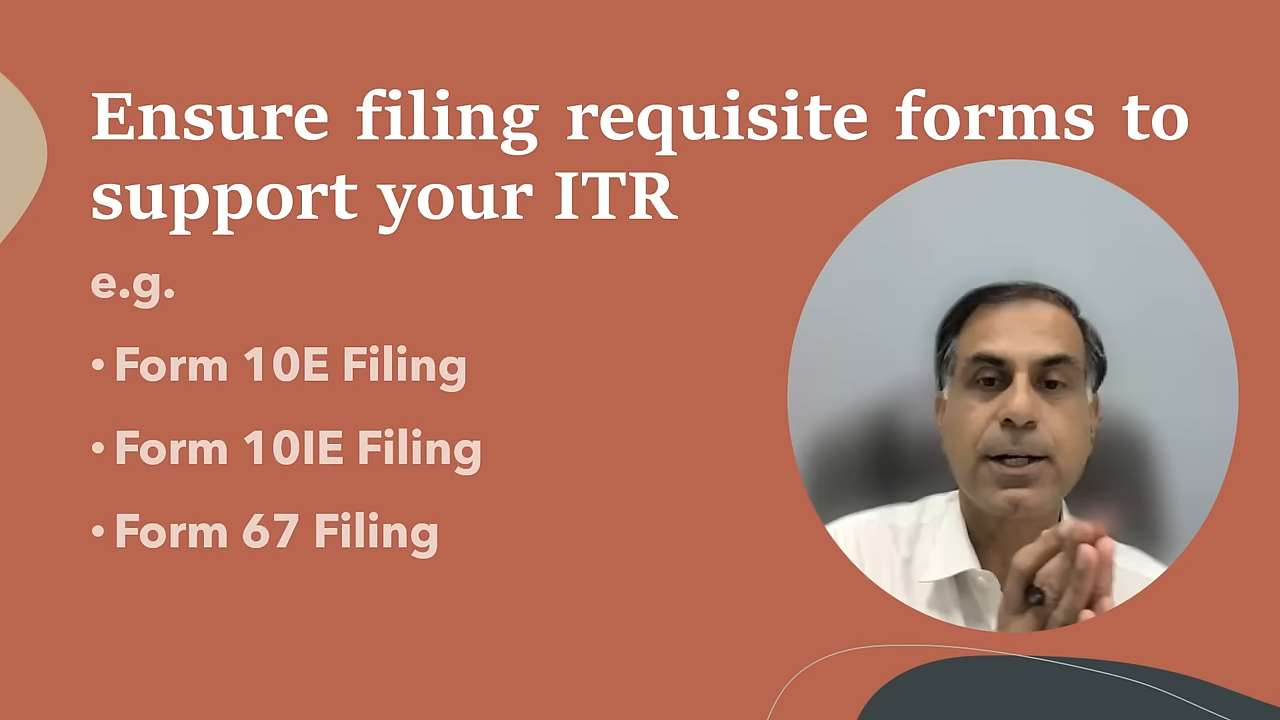 Ensure filing requisite forms to
support your ITR
e.g.
• Form 10E Filing
• Form 10IE Filing
• Form 67 Filing